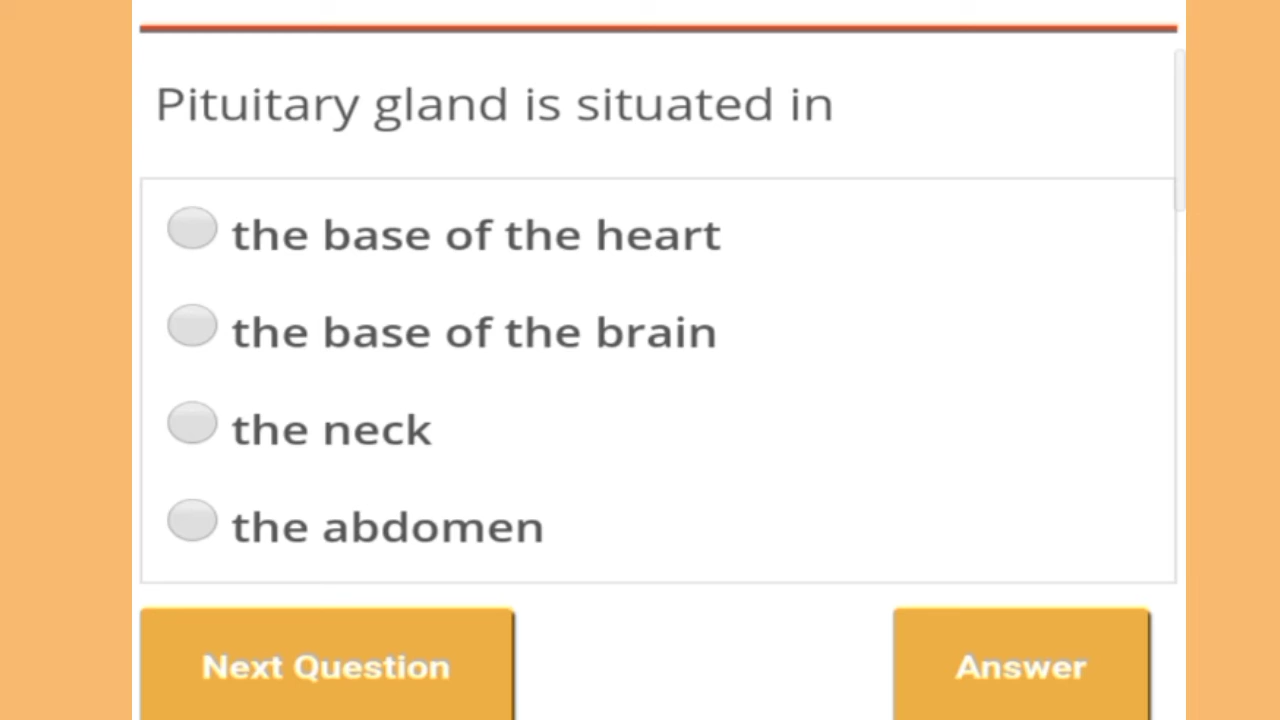 Pituitary gland is situated in
the base of the heart
the base of the brain
the neck
the abdomen
Next Question
Answer